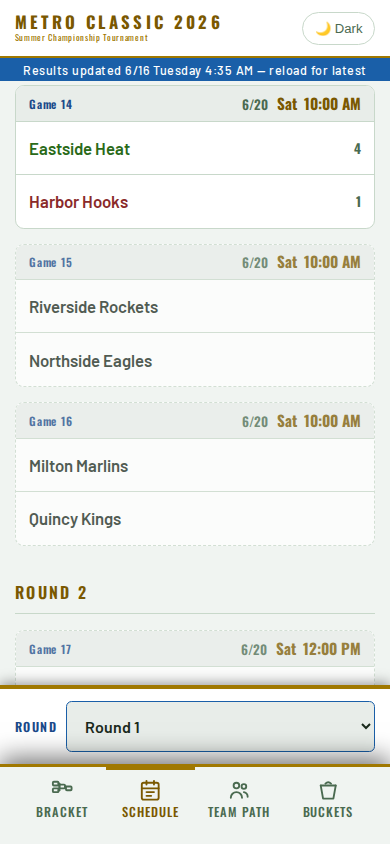 METRO CLASSIC 2026
Summer Championship Tournament
🌙 Dark
Results updated 6/16 Tuesday 4:35 AM — reload for latest
Game 14 6/20 Sat 10:00 AM
Eastside Heat 4
Harbor Hooks 1
Game 15 6/20 Sat 10:00 AM
Riverside Rockets
Northside Eagles
Game 16 6/20 Sat 10:00 AM
Milton Marlins
Quincy Kings
ROUND 2
Game 17 6/20 Sat 12:00 PM
ROUND Round 1
BRACKET SCHEDULE TEAM PATH BUCKETS